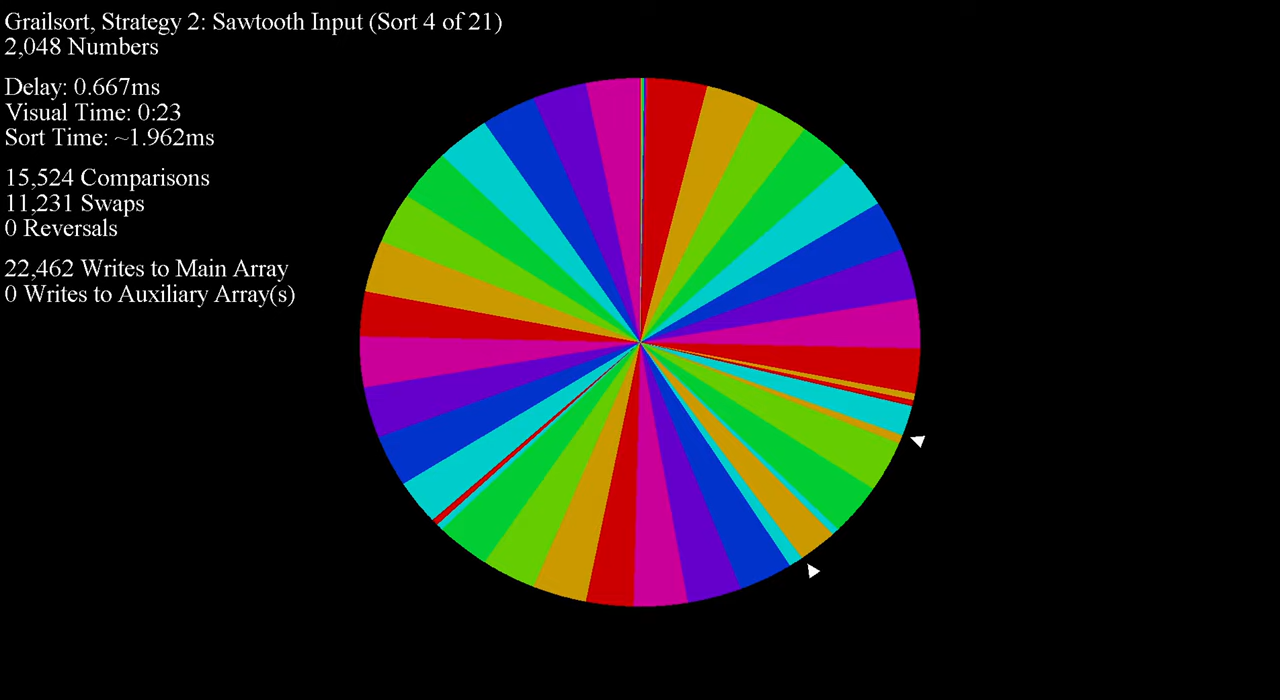 Grailsort, Strategy 2: Sawtooth Input (Sort 4 of 21)
2,048 Numbers
Delay: 0.667ms
Visual Time: 0:23
Sort Time: ~1.962ms
15,524 Comparisons
11,231 Swaps
0 Reversals
22,462 Writes to Main Array
0 Writes to Auxiliary Array(s)